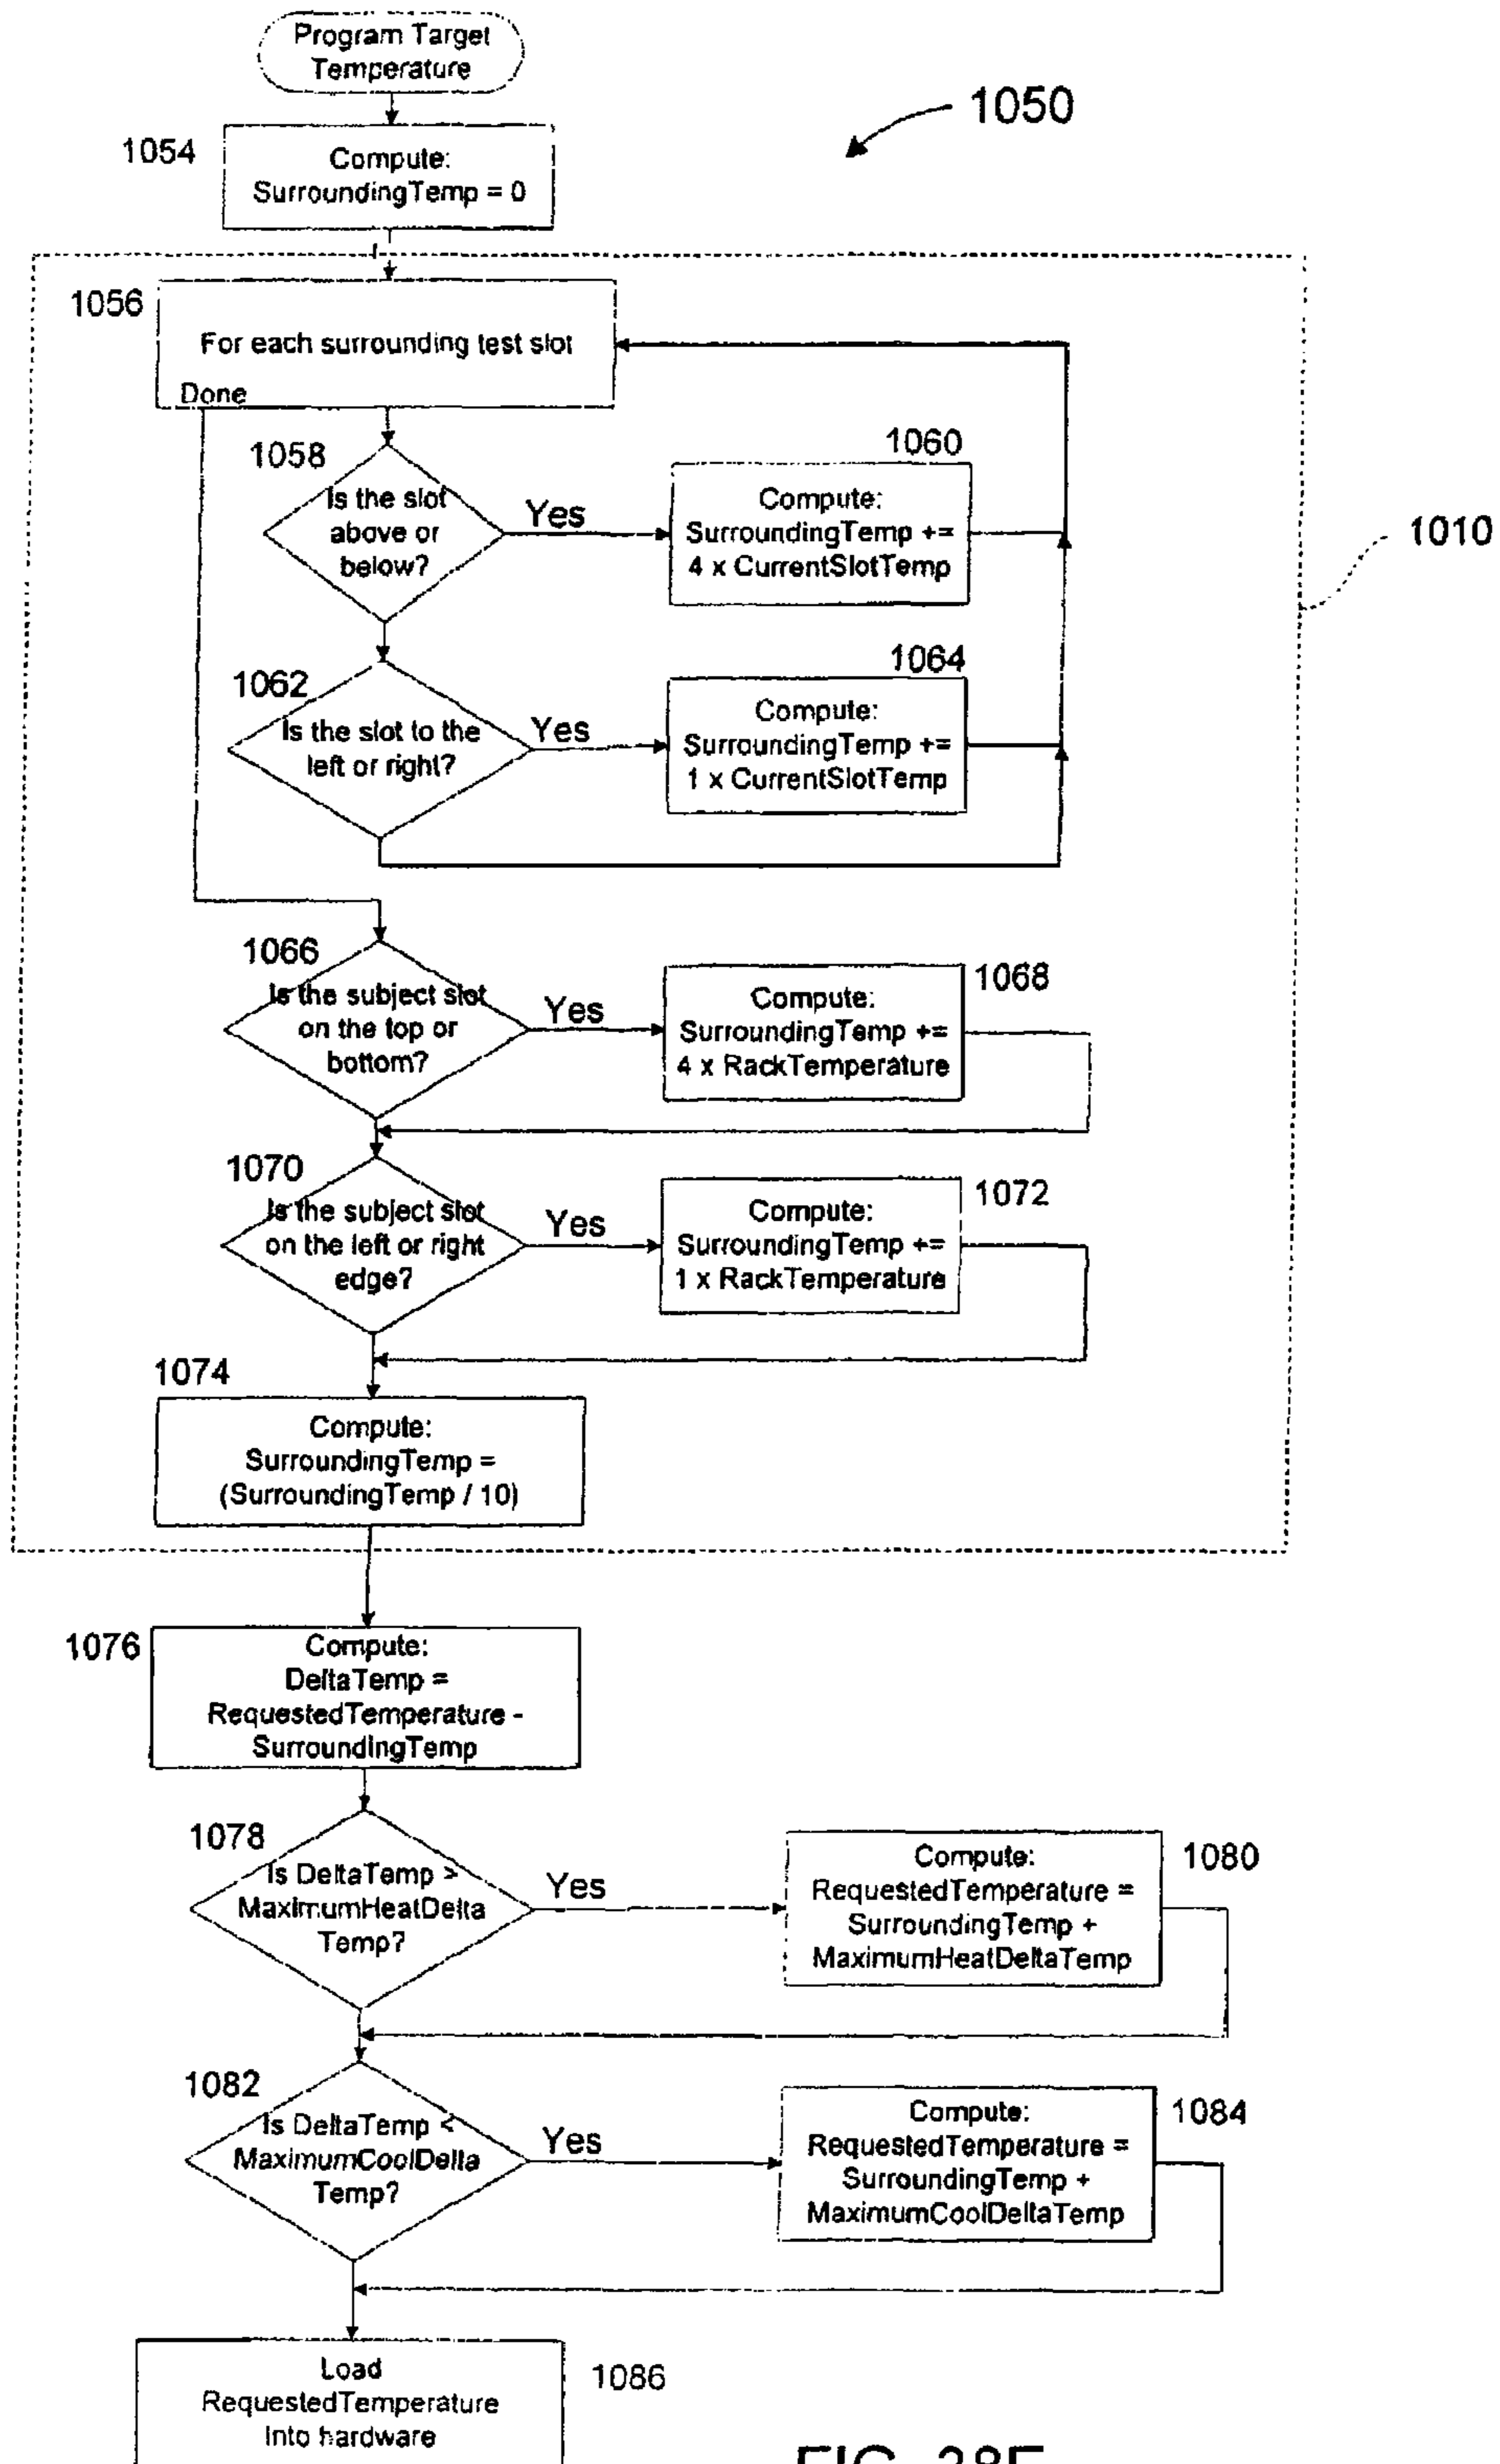 Program Target
Temperature
1050
1054
Compute:
SurroundingTemp = 0
1056
For each surrounding test slot
Done
1058
Is the slot
above or
below?
Yes
1060
Compute:
SurroundingTemp +=
4 x CurrentSlotTemp
1010
1062
Is the slot to the
left or right?
Yes
1064
Compute:
SurroundingTemp +=
1 x CurrentSlotTemp
1066
Is the subject slot
on the top or
bottom?
Yes
1068
Compute:
SurroundingTemp +=
4 x RackTemperature
1070
Is the subject slot
on the left or right
edge?
Yes
1072
Compute:
SurroundingTemp +=
1 x RackTemperature
1074
Compute:
SurroundingTemp =
(SurroundingTemp / 10)
1076
Compute:
DeltaTemp =
RequestedTemperature -
SurroundingTemp
1078
Is DeltaTemp >
MaximumHeatDelta
Temp?
Yes
1080
Compute:
RequestedTemperature =
SurroundingTemp +
MaximumHeatDeltaTemp
1082
Is DeltaTemp <
MaximumCoolDelta
Temp?
Yes
1084
Compute:
RequestedTemperature =
SurroundingTemp +
MaximumCoolDeltaTemp
1086
Load
RequestedTemperature
Into hardware